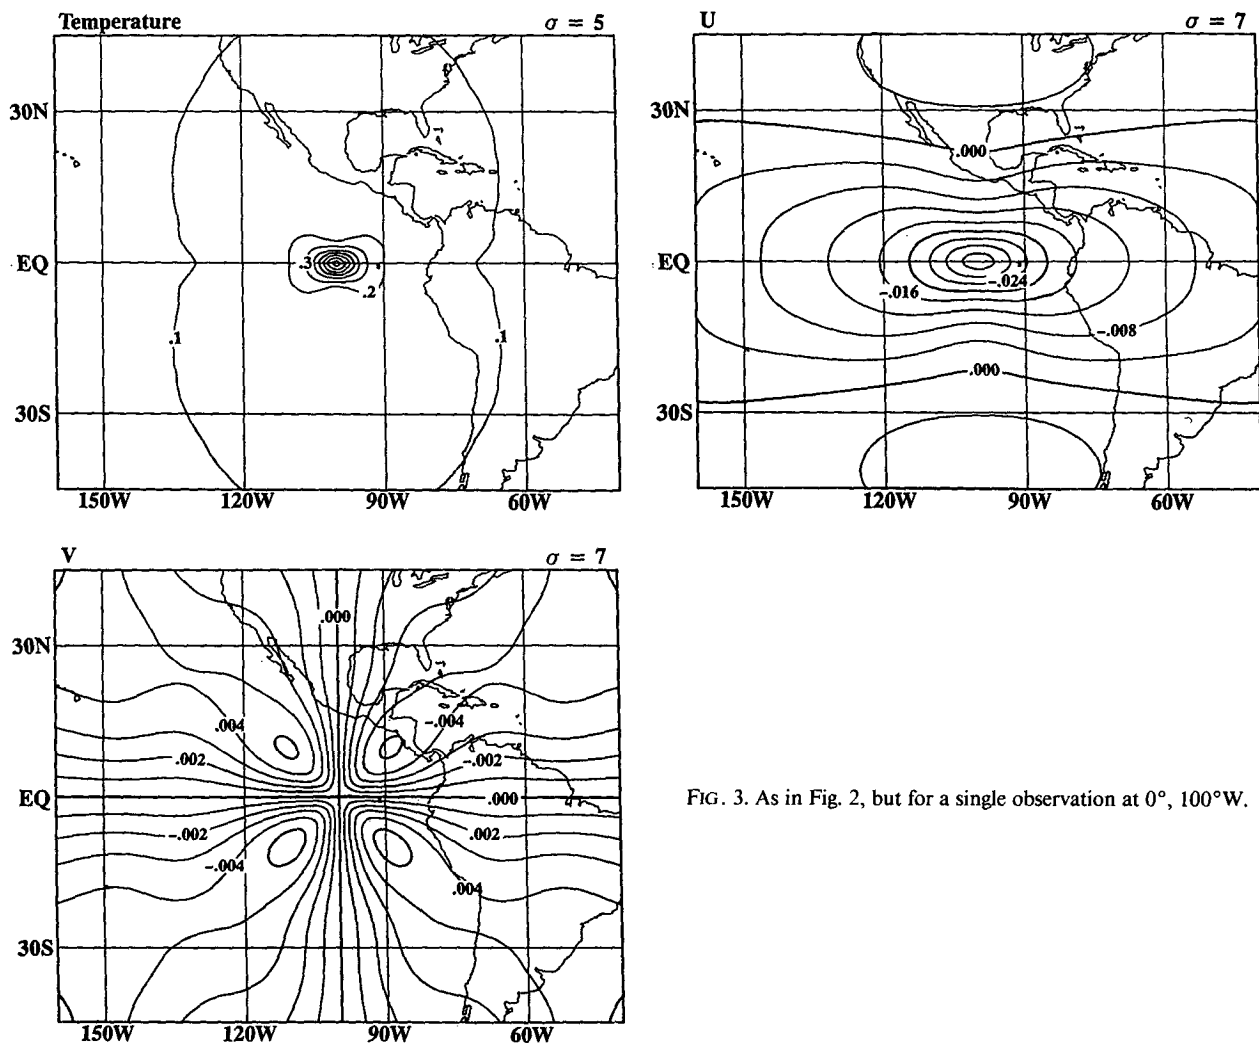 Temperature σ = 5
30N
EQ
30S
.3
.2
.1
.1
150W 120W 90W 60W
U σ = 7
30N
EQ
30S
.000
-.024
-.016
-.008
.000
150W 120W 90W 60W
V σ = 7
30N
EQ
30S
.000
.004
-.004
.002
-.002
.000
-.002
.002
-.004
.004
150W 120W 90W 60W
FIG. 3. As in Fig. 2, but for a single observation at 0°, 100°W.